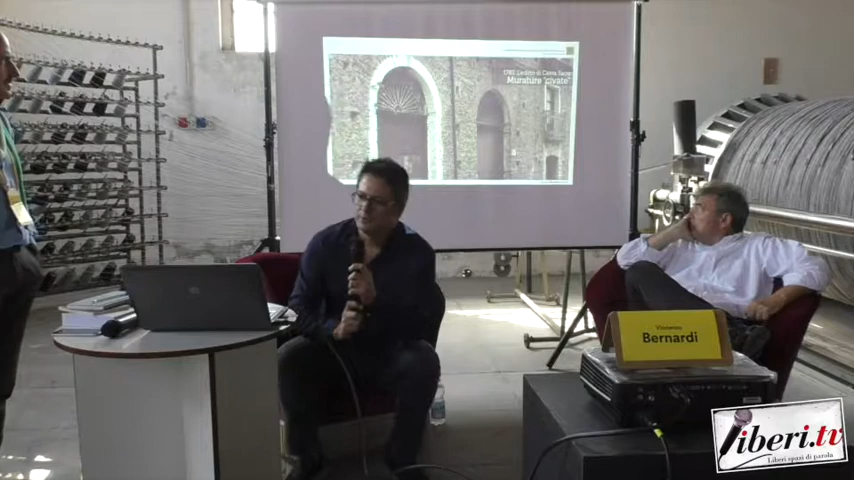 Murature "civate"
Vincenzo
Bernardi
Liberi.tv
Liberi spazi di parola